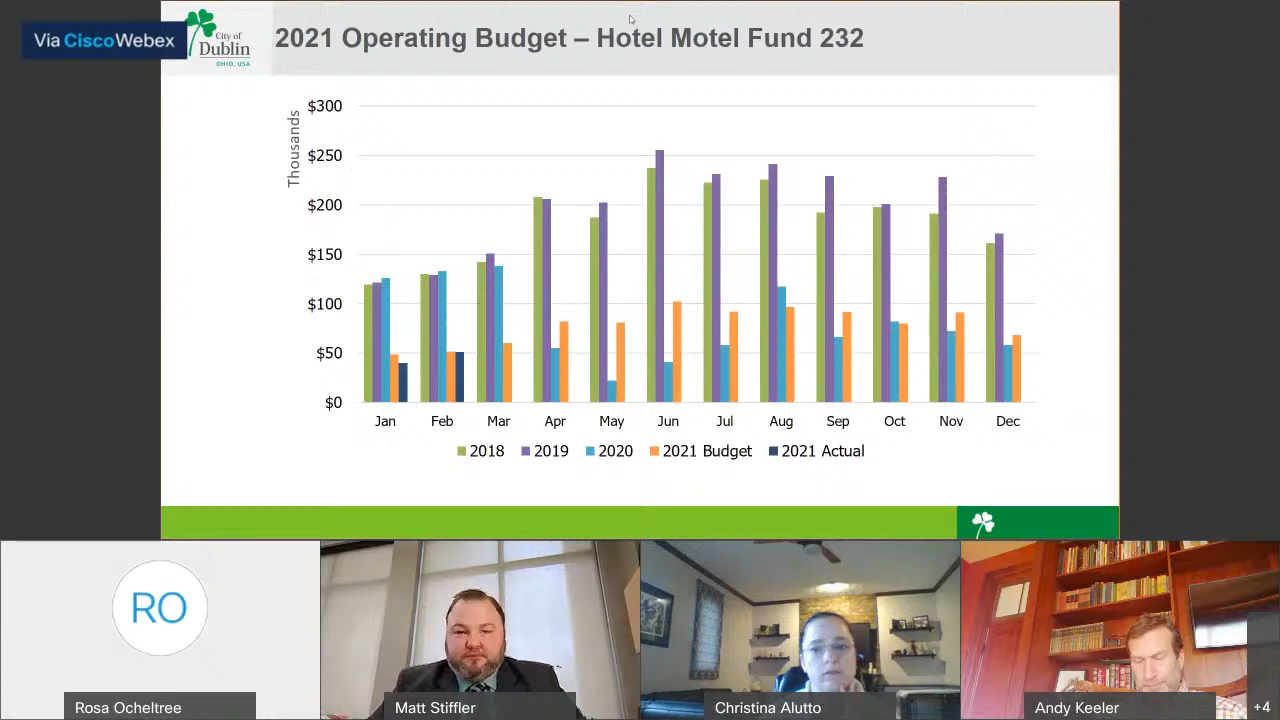 Via CiscoWebex
City of
Dublin
OHIO, USA
2021 Operating Budget – Hotel Motel Fund 232
Thousands
$300
$250
$200
$150
$100
$50
$0
Jan Feb Mar Apr May Jun Jul Aug Sep Oct Nov Dec
2018 2019 2020 2021 Budget 2021 Actual
RO
Rosa Ocheltree Matt Stiffler Christina Alutto Andy Keeler +4